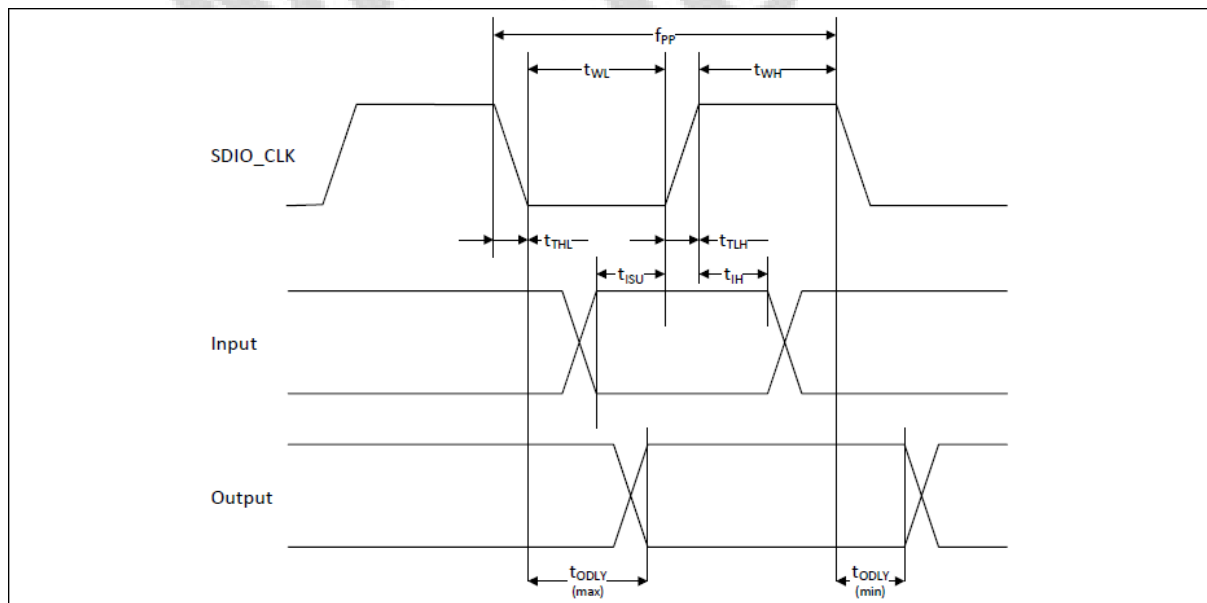 fPP
tWL
tWH
SDIO_CLK
tTHL
tTLH
tISU
tIH
Input
Output
tODLY
(max)
tODLY
(min)